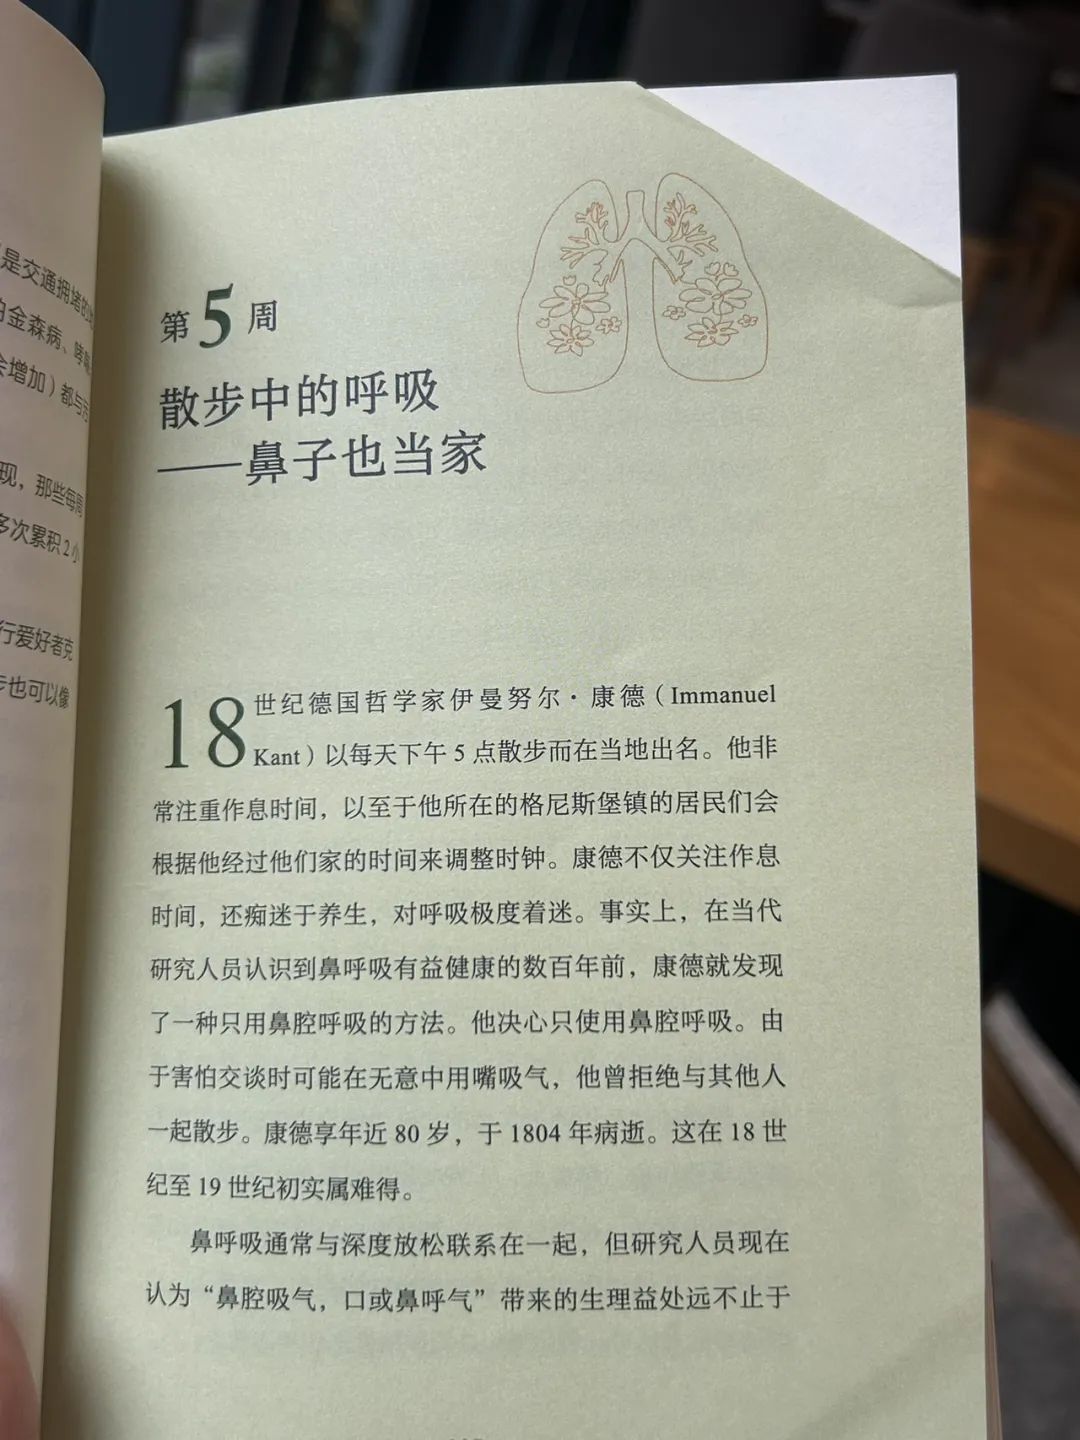 是交通拥堵的
金森病、哮
会增加）都与污
现，那些每周
多次累积2小
行爱好者克
步也可以像
第5周
散步中的呼吸
——鼻子也当家
18世纪德国哲学家伊曼努尔·康德（Immanuel
Kant）以每天下午5点散步而在当地出名。他非
常注重作息时间，以至于他所在的格尼斯堡镇的居民们会
根据他经过他们家的时间来调整时钟。康德不仅关注作息
时间，还痴迷于养生，对呼吸极度着迷。事实上，在当代
研究人员认识到鼻呼吸有益健康的数百年前，康德就发现
了一种只用鼻腔呼吸的方法。他决心只使用鼻腔呼吸。由
于害怕交谈时可能在无意中用嘴吸气，他曾拒绝与其他人
一起散步。康德享年近80岁，于1804年病逝。这在18世
纪至19世纪初实属难得。
鼻呼吸通常与深度放松联系在一起，但研究人员现在
认为“鼻腔吸气，口或鼻呼气”带来的生理益处远不止于